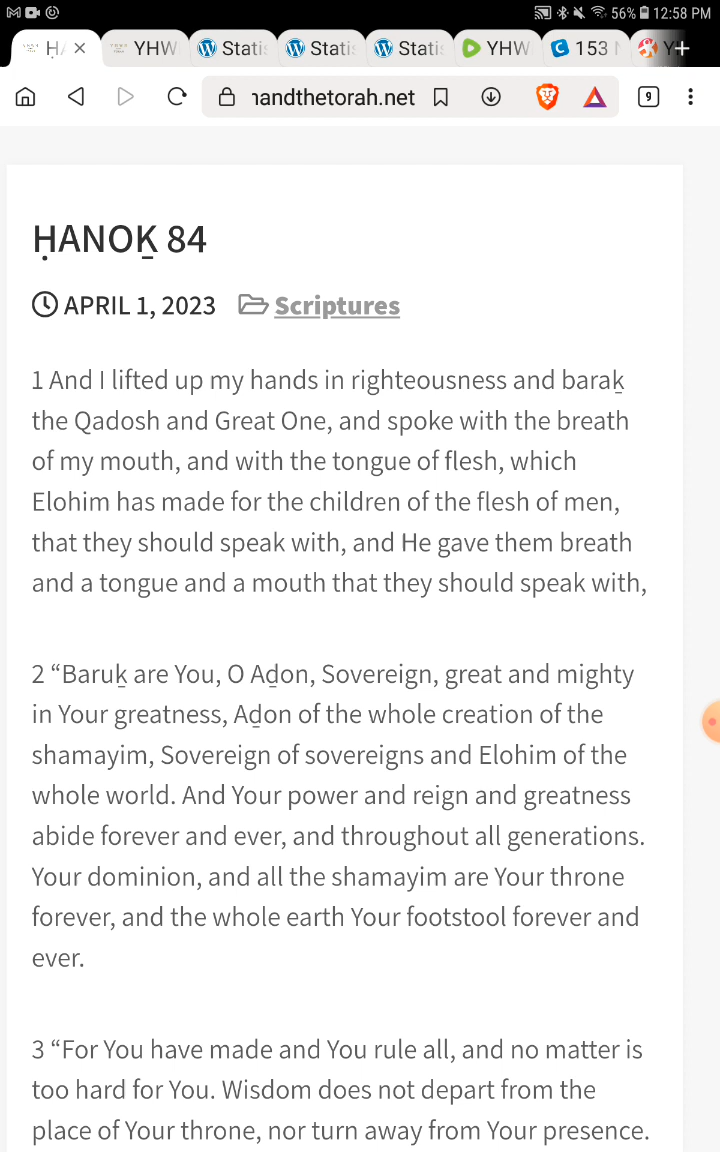 56% 12:58 PM
YHW Statis Statis Statis YHW 153
nandthetorah.net 9
ḤANOḴ 84
APRIL 1, 2023 Scriptures
1 And I lifted up my hands in righteousness and baraḵ
the Qadosh and Great One, and spoke with the breath
of my mouth, and with the tongue of flesh, which
Elohim has made for the children of the flesh of men,
that they should speak with, and He gave them breath
and a tongue and a mouth that they should speak with,
2 “Baruḵ are You, O Aḏon, Sovereign, great and mighty
in Your greatness, Aḏon of the whole creation of the
shamayim, Sovereign of sovereigns and Elohim of the
whole world. And Your power and reign and greatness
abide forever and ever, and throughout all generations.
Your dominion, and all the shamayim are Your throne
forever, and the whole earth Your footstool forever and
ever.
3 “For You have made and You rule all, and no matter is
too hard for You. Wisdom does not depart from the
place of Your throne, nor turn away from Your presence.